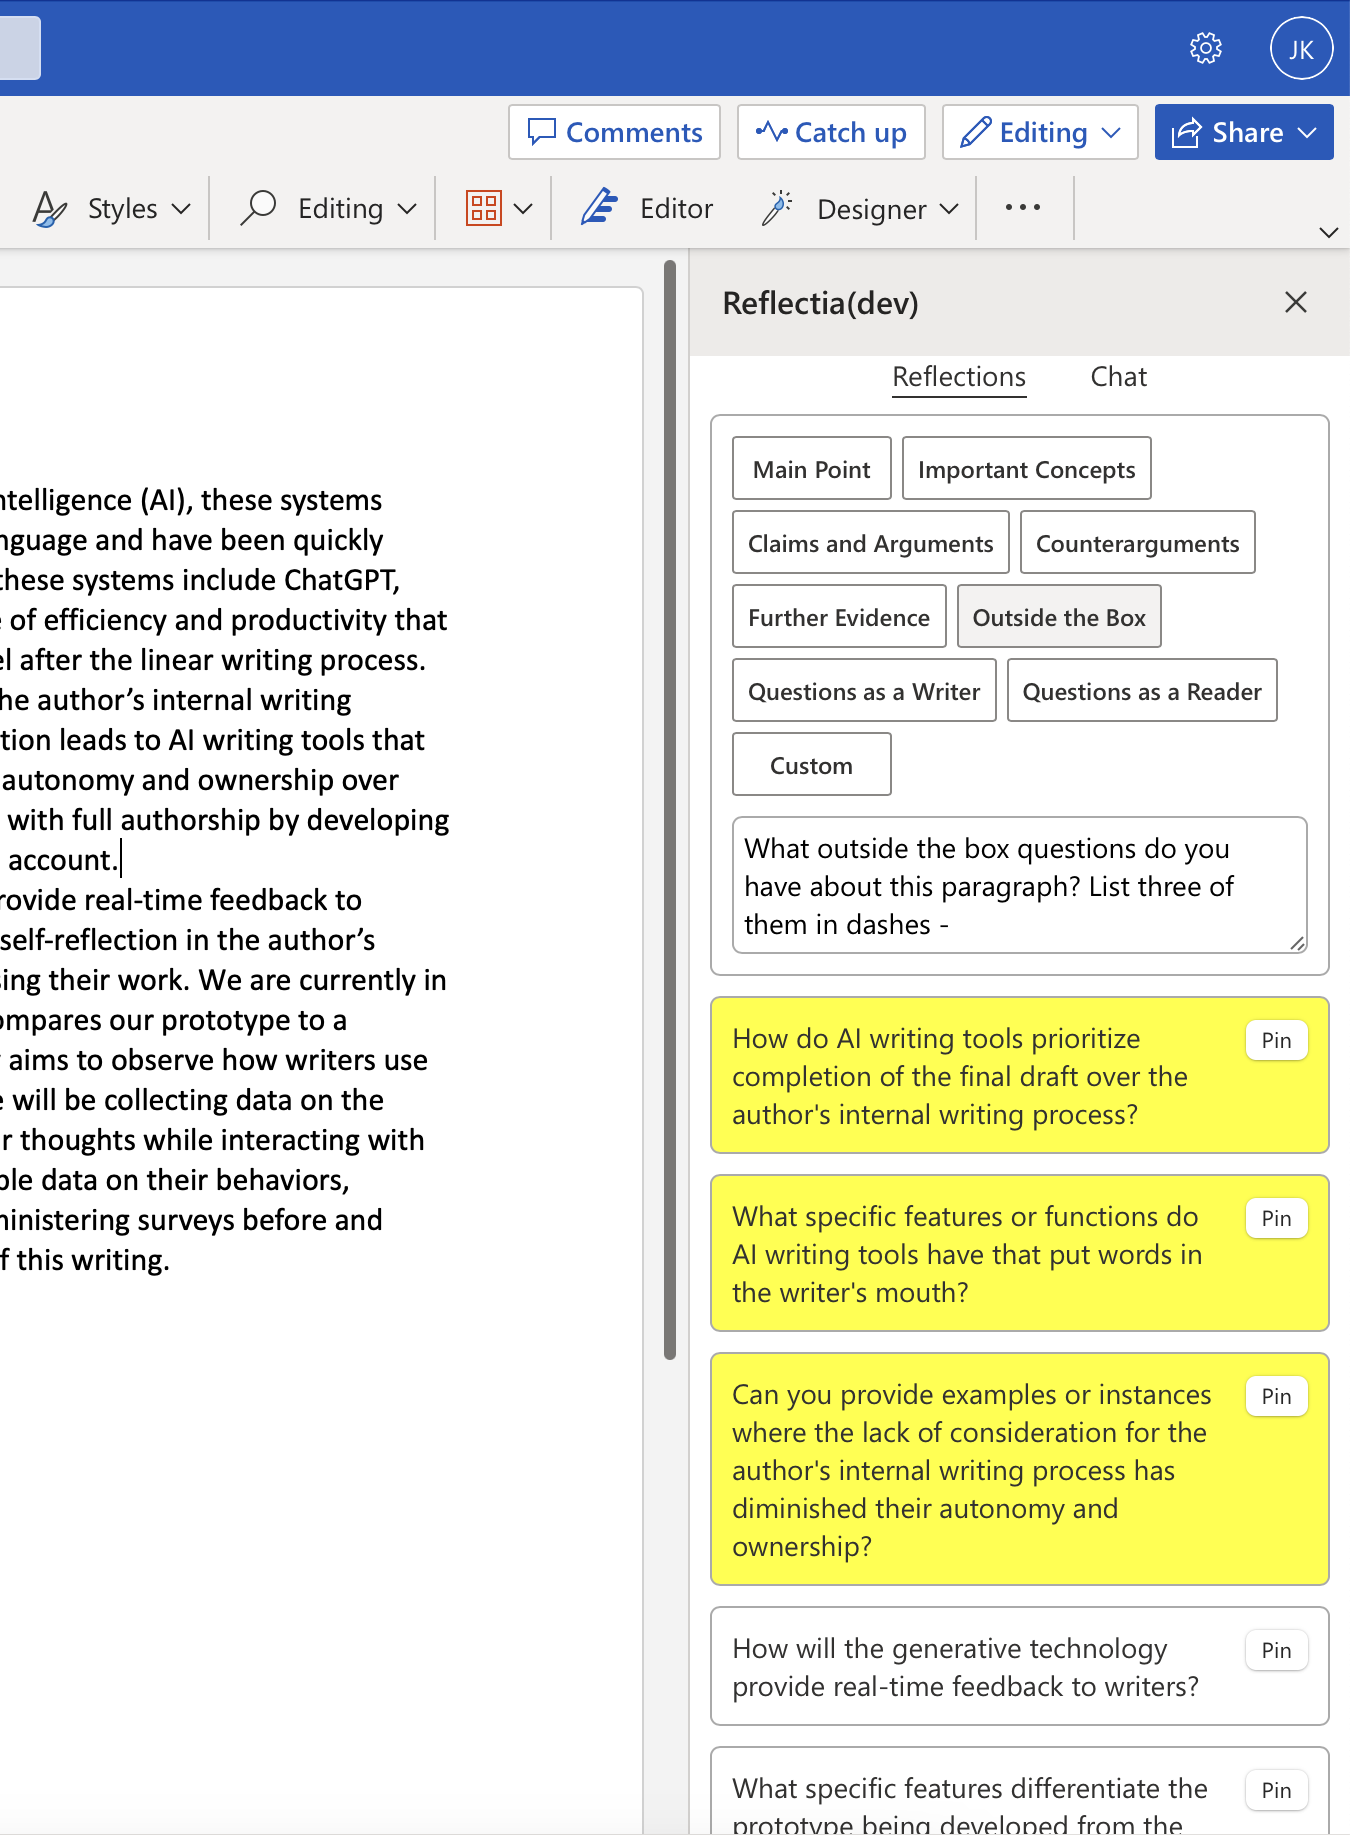 JK
Comments Catch up Editing Share
Styles Editing Editor Designer
Reflectia(dev)
Reflections Chat
(AI), these systems
and have been quickly
these systems include ChatGPT,
of efficiency and productivity that
after the linear writing process.
the author's internal writing
leads to AI writing tools that
autonomy and ownership over
with full authorship by developing
account.
real-time feedback to
self-reflection in the author's
their work. We are currently in
our prototype to a
aims to observe how writers use
will be collecting data on the
thoughts while interacting with
data on their behaviors,
surveys before and
this writing.
Main Point Important Concepts
Claims and Arguments Counterarguments
Further Evidence Outside the Box
Questions as a Writer Questions as a Reader
Custom
What outside the box questions do you
have about this paragraph? List three of
them in dashes -
How do AI writing tools prioritize
completion of the final draft over the
author's internal writing process?
Pin
What specific features or functions do
AI writing tools have that put words in
the writer's mouth?
Pin
Can you provide examples or instances
where the lack of consideration for the
author's internal writing process has
diminished their autonomy and
ownership?
Pin
How will the generative technology
provide real-time feedback to writers?
Pin
What specific features differentiate the
prototype being developed from the
Pin